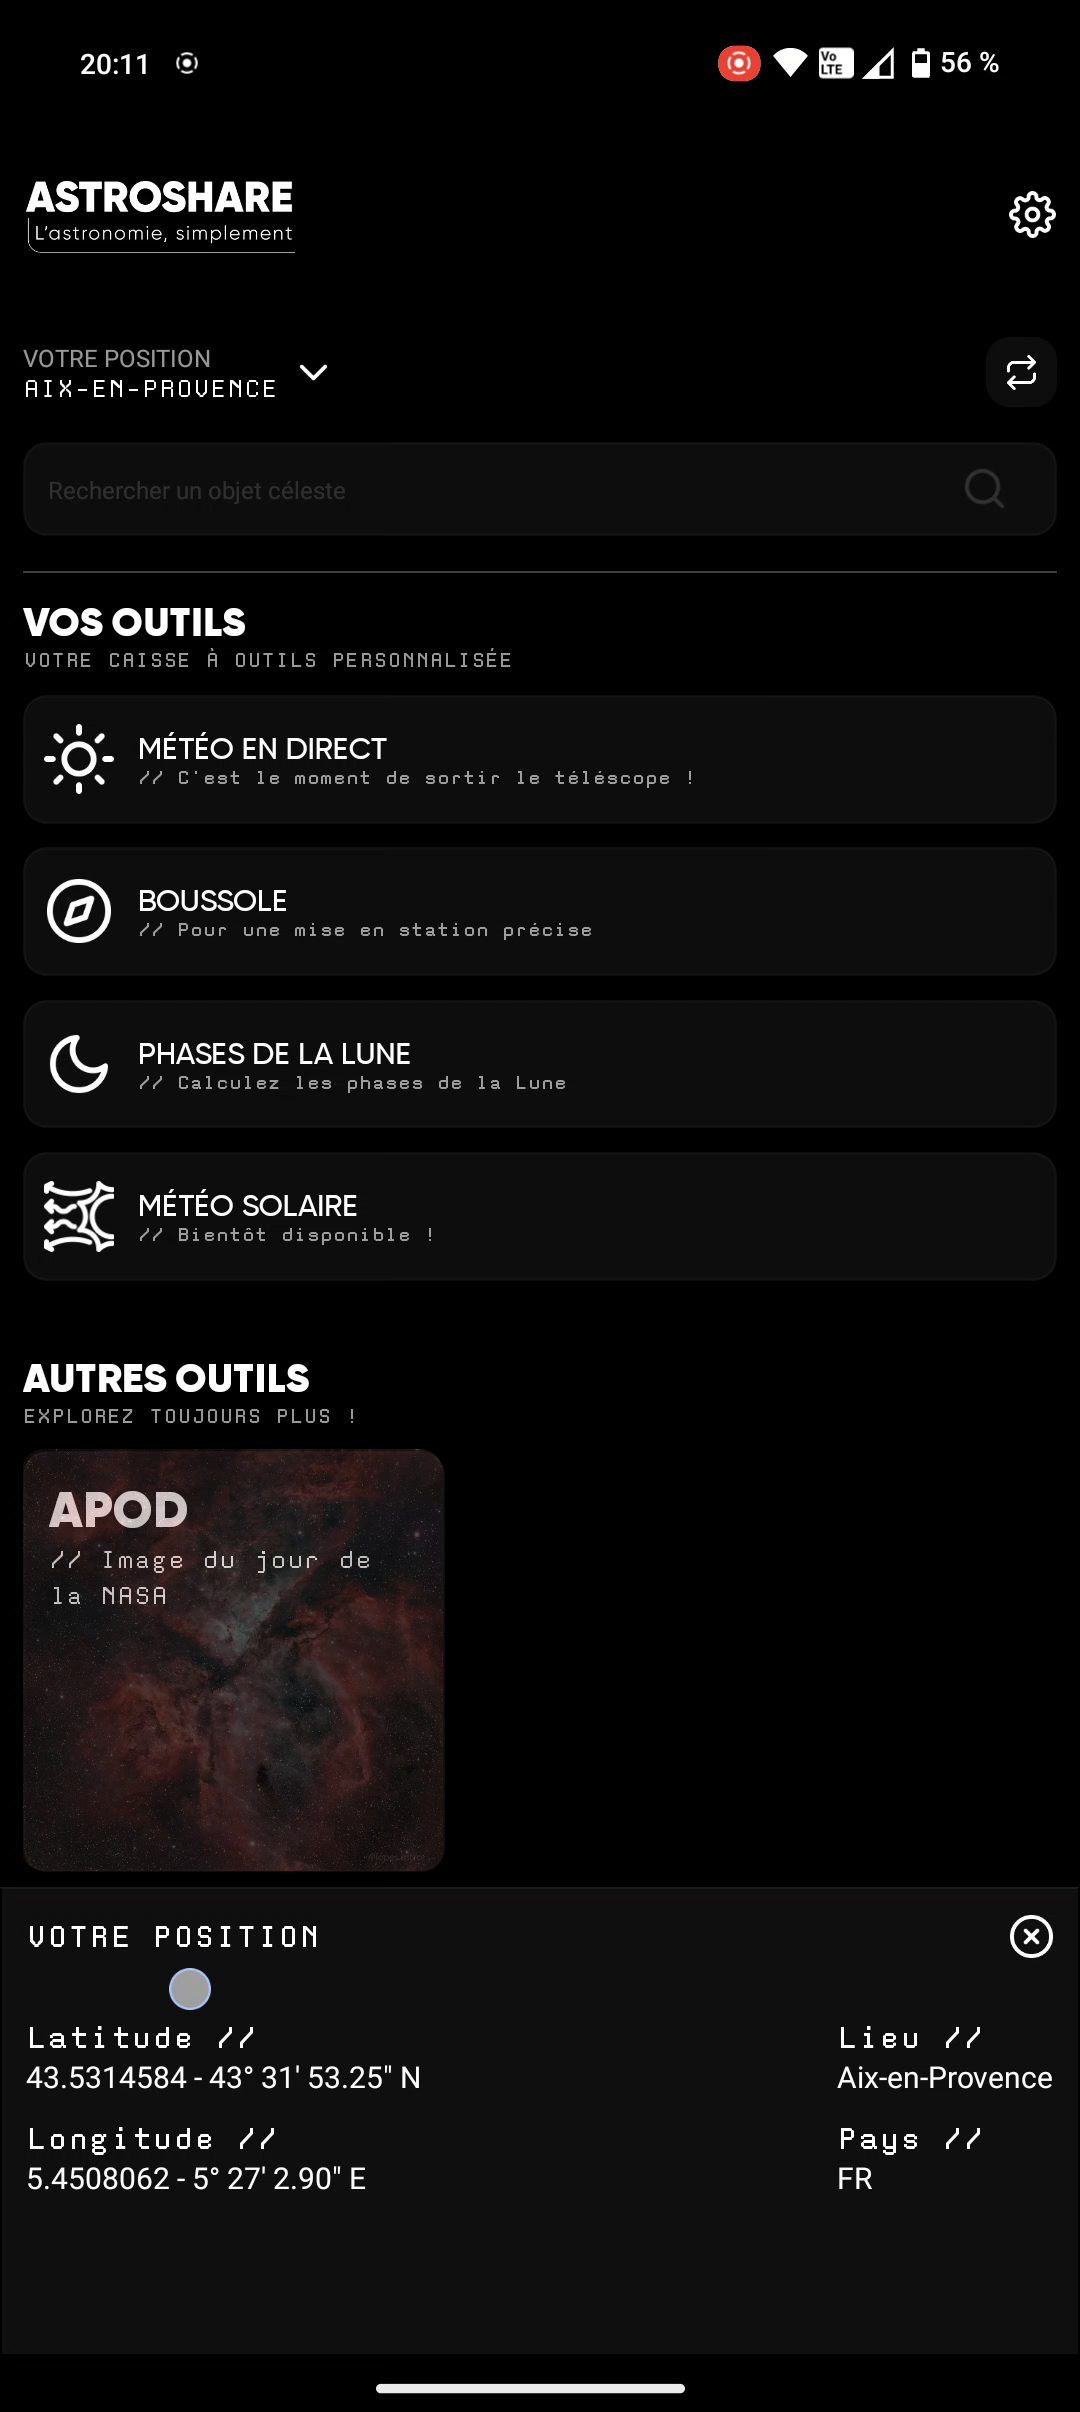 20:11
Vo
LTE
56 %
ASTROSHARE
L'astronomie, simplement
VOTRE POSITION
AIX-EN-PROVENCE
Rechercher un objet céleste
VOS OUTILS
VOTRE CAISSE À OUTILS PERSONNALISÉE
MÉTÉO EN DIRECT
// C'est le moment de sortir le téléscope !
BOUSSOLE
// Pour une mise en station précise
PHASES DE LA LUNE
// Calculez les phases de la Lune
MÉTÉO SOLAIRE
// Bientôt disponible !
AUTRES OUTILS
EXPLOREZ TOUJOURS PLUS !
APOD
// Image du jour de
la NASA
VOTRE POSITION
Latitude //
43.5314584 - 43° 31' 53.25" N
Lieu //
Aix-en-Provence
Longitude //
5.4508062 - 5° 27' 2.90" E
Pays //
FR